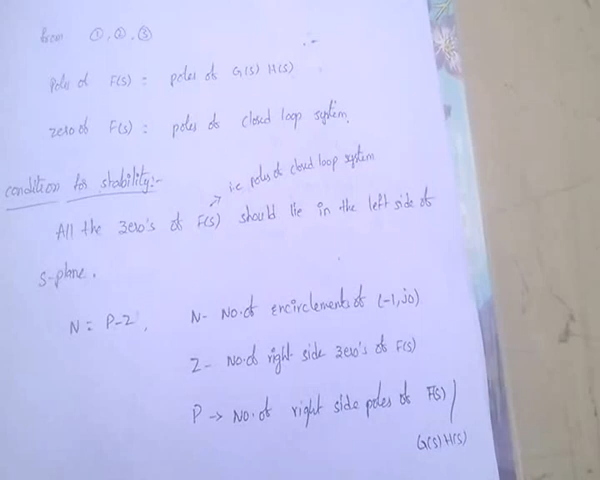 from ①, ②, ③
Poles of F(s) = poles of G(s) H(s)
zero of F(s) = poles of closed loop system.
condition for stability:-
i.e poles of closed loop system
All the zero's of F(s) should lie in the left side of
s-plane.
N = P-Z, N- No. of encirclements of (-1, j0)
Z - No. of right side zero's of F(s)
P → No. of right side poles of F(s) /
G(s) H(s)